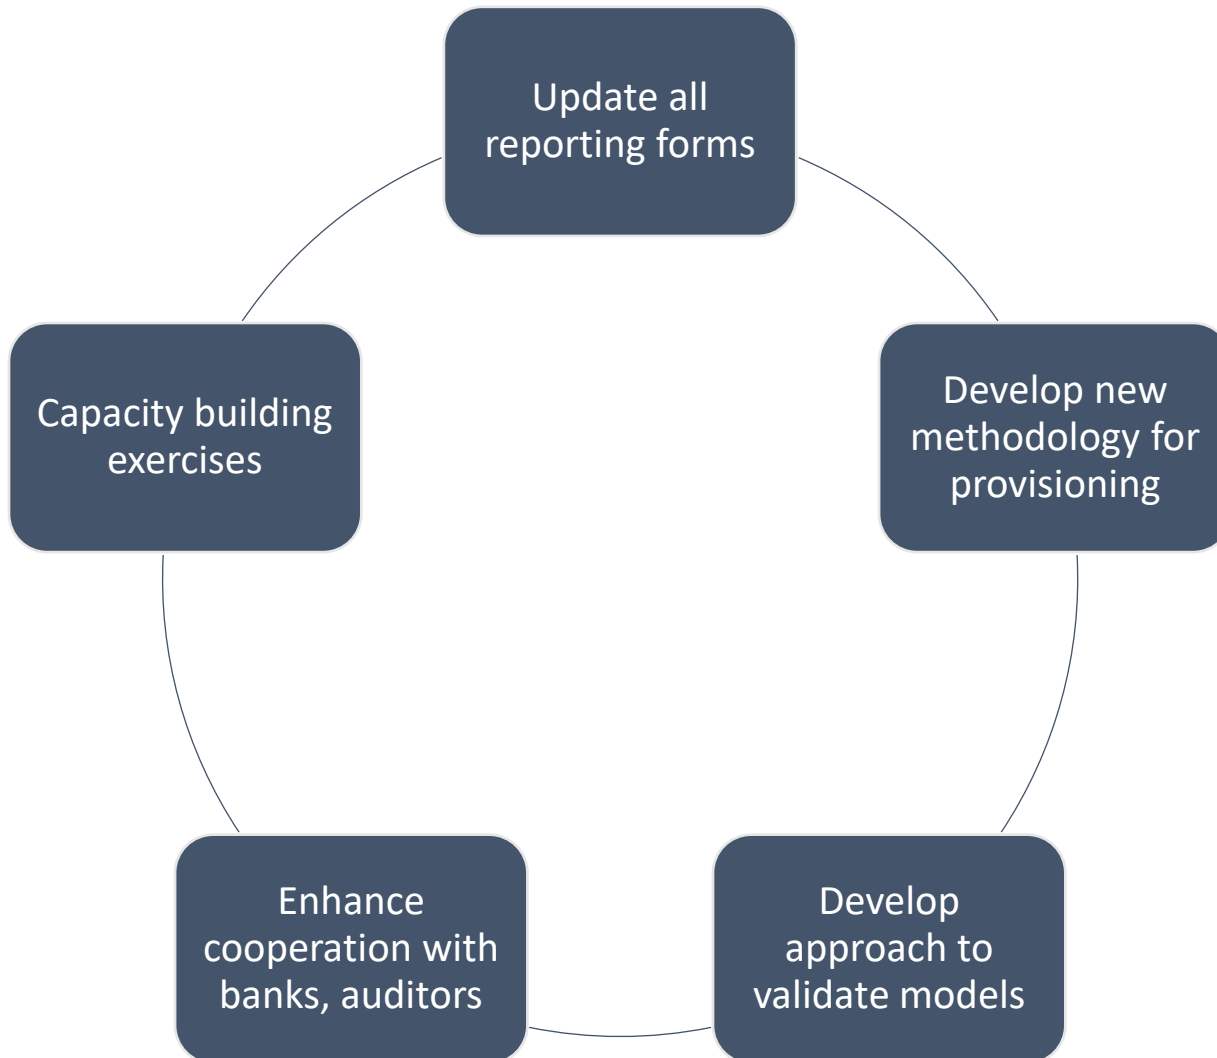 Update all
reporting forms
Develop new
methodology for
provisioning
Develop
approach to
validate models
Enhance
cooperation with
banks, auditors
Capacity building
exercises